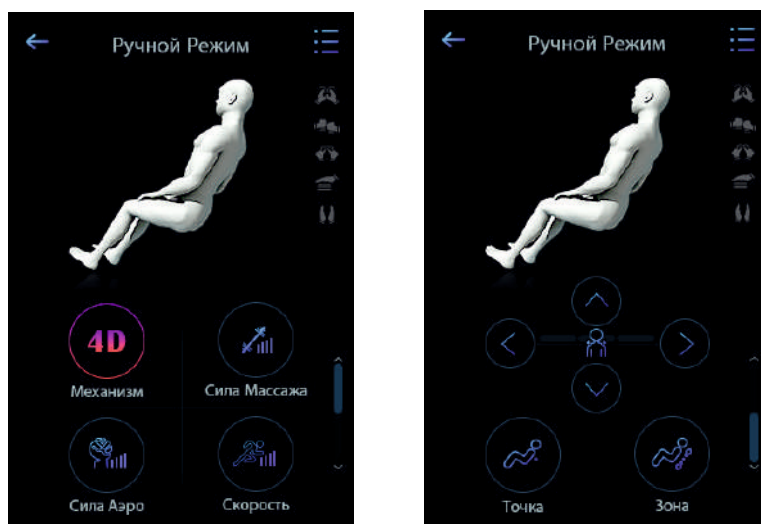 Ручной Режим
4D
Механизм
Сила Массажа
Сила Аэро
Скорость
Ручной Режим
Точка
Зона